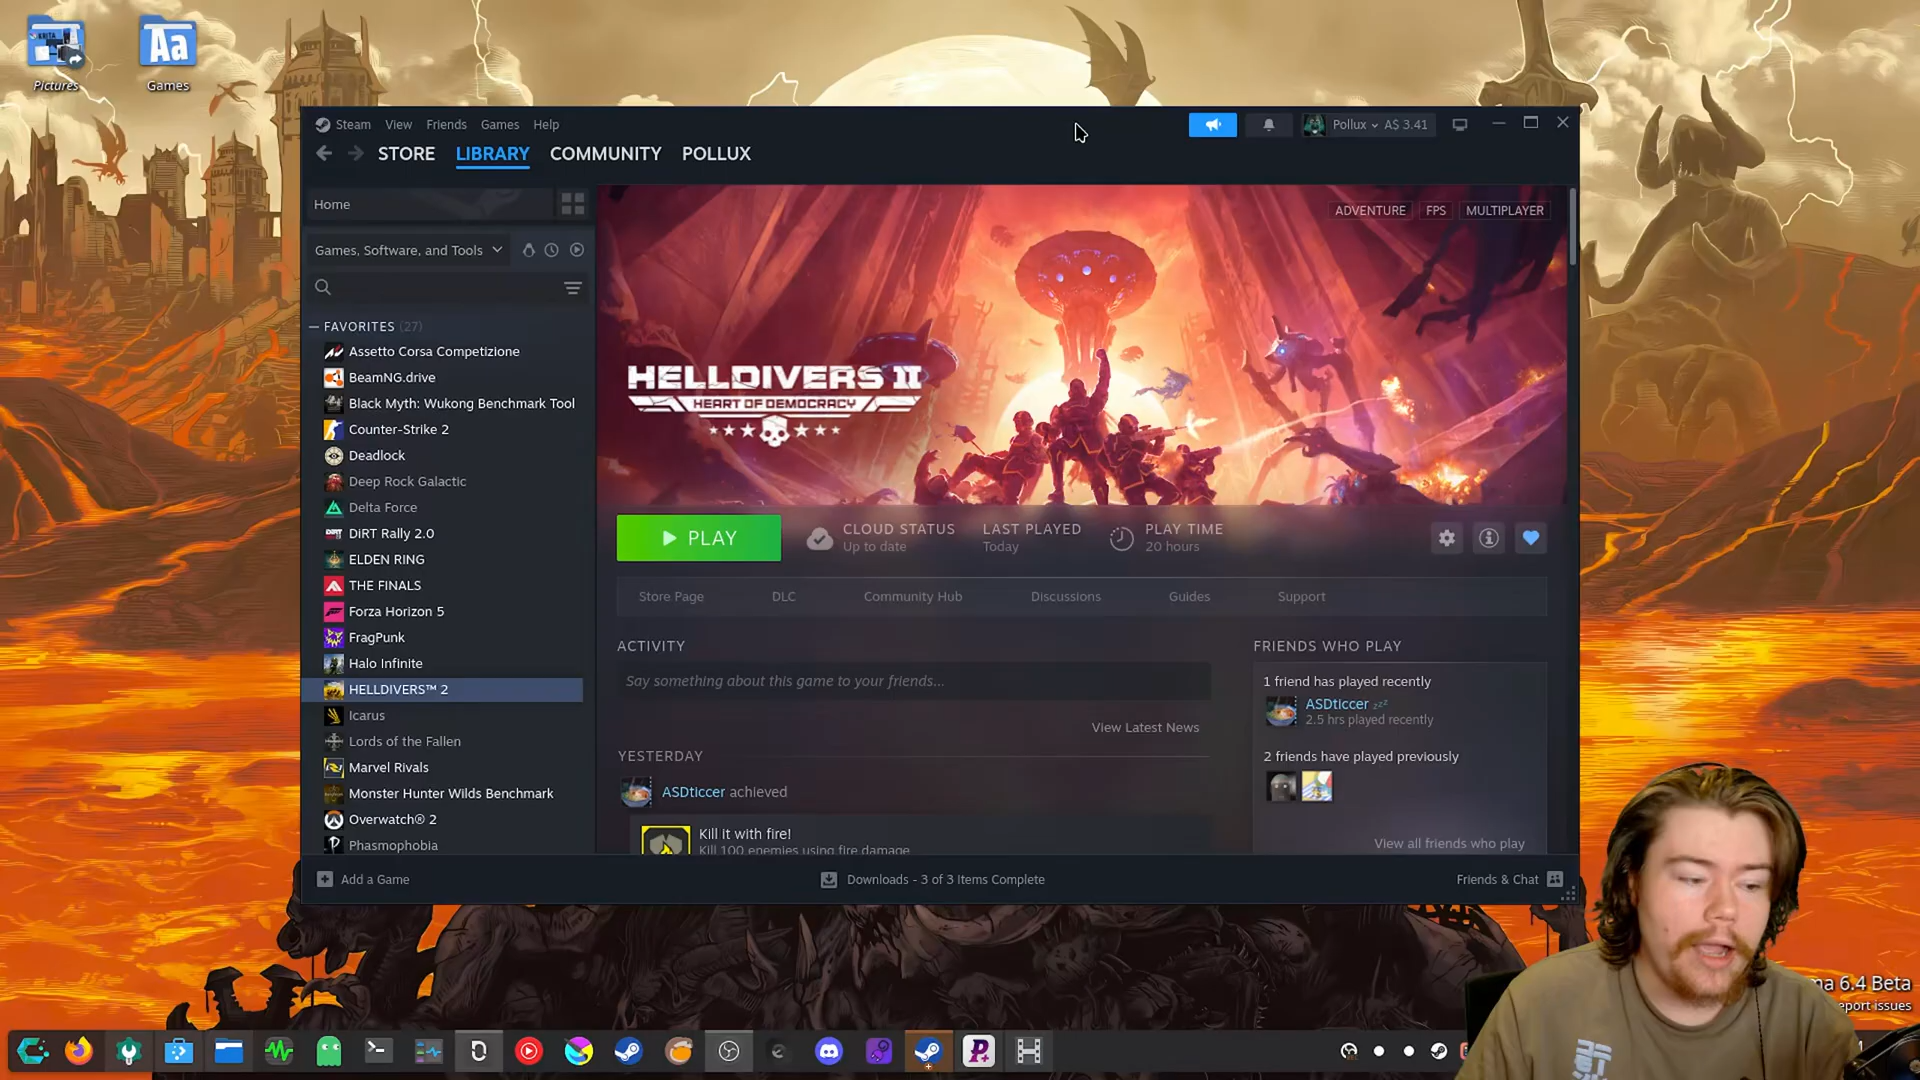 Pictures
Games
Steam View Friends Games Help
Pollux A$ 3.41
STORE LIBRARY COMMUNITY POLLUX
Home
Games, Software, and Tools
FAVORITES (27)
Assetto Corsa Competizione
BeamNG.drive
Black Myth: Wukong Benchmark Tool
Counter-Strike 2
Deadlock
Deep Rock Galactic
Delta Force
DiRT Rally 2.0
ELDEN RING
THE FINALS
Forza Horizon 5
FragPunk
Halo Infinite
HELLDIVERS™ 2
Icarus
Lords of the Fallen
Marvel Rivals
Monster Hunter Wilds Benchmark
Overwatch® 2
Phasmophobia
ADVENTURE FPS MULTIPLAYER
HELLDIVERS II
HEART OF DEMOCRACY
PLAY
CLOUD STATUS
Up to date
LAST PLAYED
Today
PLAY TIME
20 hours
Store Page DLC Community Hub Discussions Guides Support
ACTIVITY
Say something about this game to your friends...
View Latest News
YESTERDAY
ASDticcer achieved
Kill it with fire!
Kill 100 enemies using fire damage
FRIENDS WHO PLAY
1 friend has played recently
ASDticcer zzz
2.5 hrs played recently
2 friends have played previously
View all friends who play
Add a Game
Downloads - 3 of 3 Items Complete
Friends & Chat
ma 6.4 Beta
eport issues